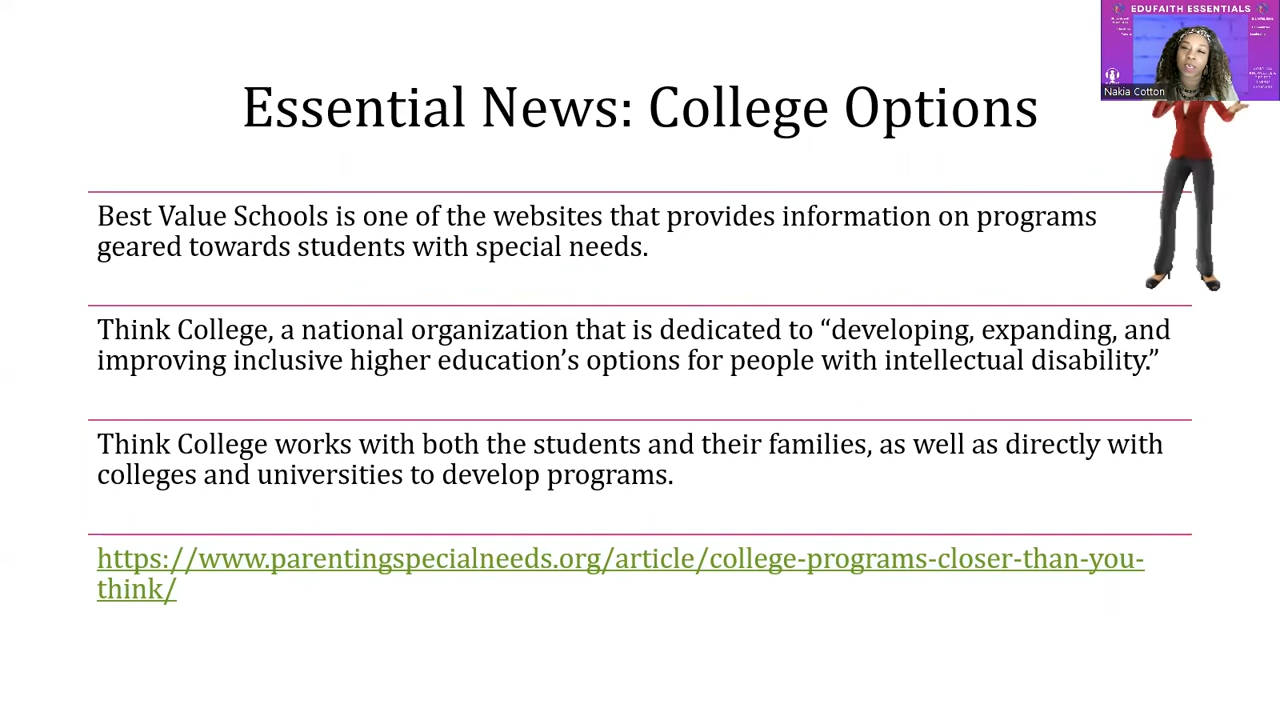 EDUFAITH ESSENTIALS
Nakia Cotton
Essential News: College Options
Best Value Schools is one of the websites that provides information on programs
geared towards students with special needs.
Think College, a national organization that is dedicated to “developing, expanding, and
improving inclusive higher education’s options for people with intellectual disability.”
Think College works with both the students and their families, as well as directly with
colleges and universities to develop programs.
https://www.parentingspecialneeds.org/article/college-programs-closer-than-you-
think/